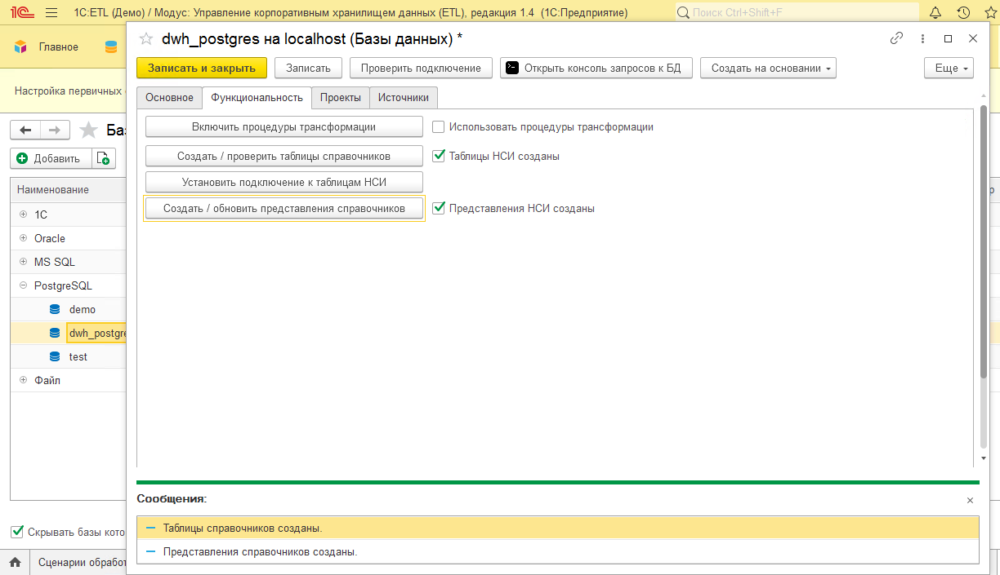 1С:ETL (Демо) / Модус: Управление корпоративным хранилищем данных (ETL), редакция 1.4 (1С:Предприятие)
Поиск Ctrl+Shift+F
Главное
Настройка первичных
Добавить
Наименование
1С
Oracle
MS SQL
PostgreSQL
demo
dwh_postgre
test
Файл
Скрывать базы кото
Сценарии обработ
dwh_postgres на localhost (Базы данных) *
Записать и закрыть Записать Проверить подключение Открыть консоль запросов к БД Создать на основании Еще
Основное Функциональность Проекты Источники
Включить процедуры трансформации Использовать процедуры трансформации
Создать / проверить таблицы справочников Таблицы НСИ созданы
Установить подключение к таблицам НСИ
Создать / обновить представления справочников Представления НСИ созданы
Сообщения:
Таблицы справочников созданы.
Представления справочников созданы.